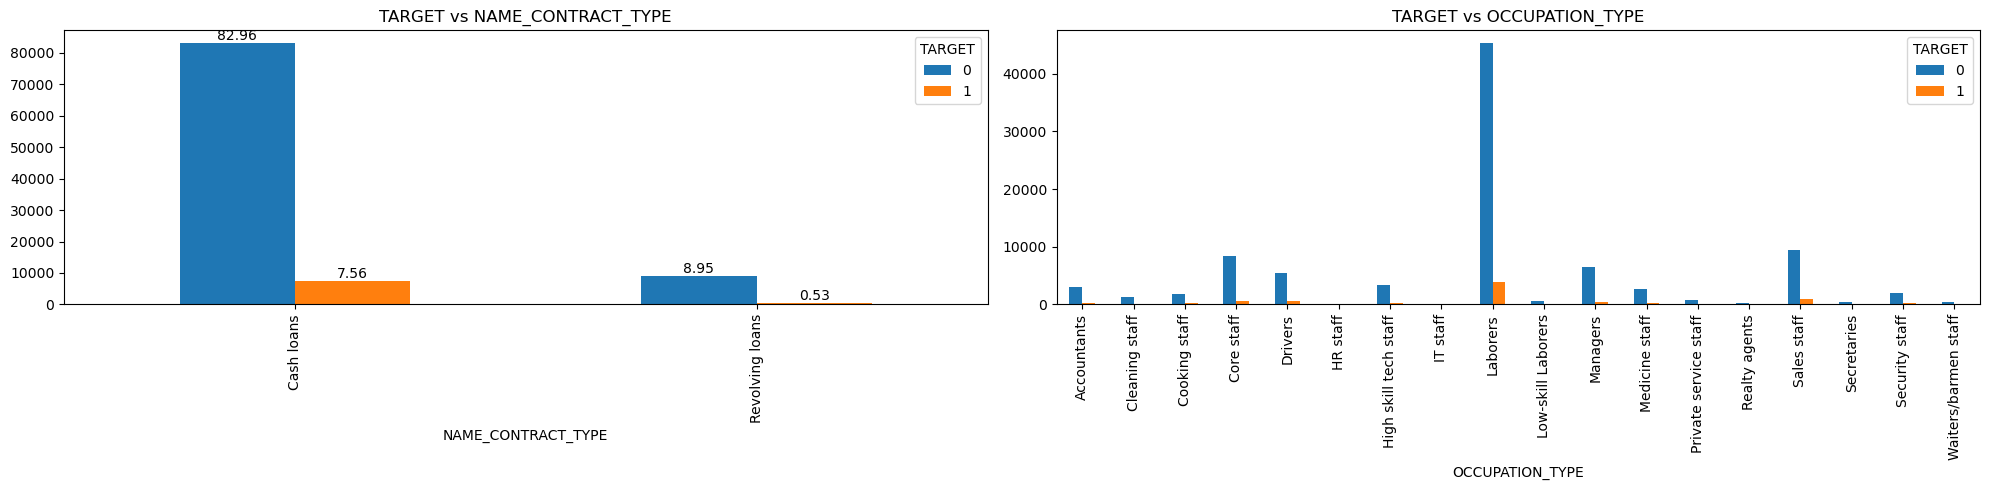 TARGET vs NAME_CONTRACT_TYPE
82.96
7.56
8.95
0.53
TARGET
0
1
80000
70000
60000
50000
40000
30000
20000
10000
0
Cash loans
Revolving loans
NAME_CONTRACT_TYPE
TARGET vs OCCUPATION_TYPE
TARGET
0
1
40000
30000
20000
10000
0
Accountants
Cleaning staff
Cooking staff
Core staff
Drivers
HR staff
High skill tech staff
IT staff
Laborers
Low-skill Laborers
Managers
Medicine staff
Private service staff
Realty agents
Sales staff
Secretaries
Security staff
Waiters/barmen staff
OCCUPATION_TYPE